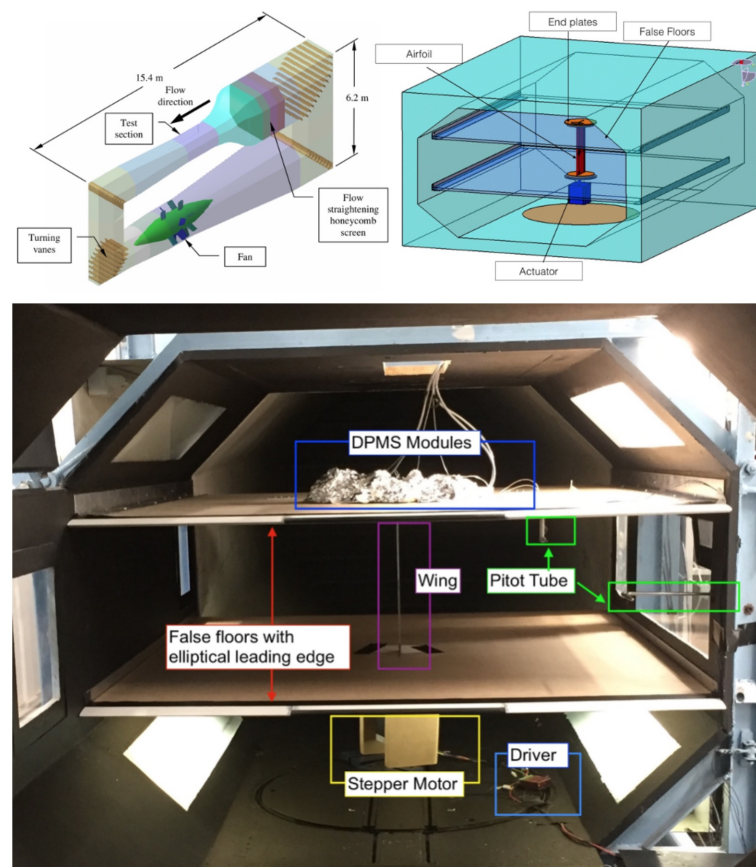 15.4 m
Flow
direction
Test
section
6.2 m
Turning
vanes
Fan
Flow
straightening
honeycomb
screen
End plates
Airfoil
False Floors
Actuator
DPMS Modules
Wing
Pitot Tube
False floors with
elliptical leading edge
Stepper Motor
Driver